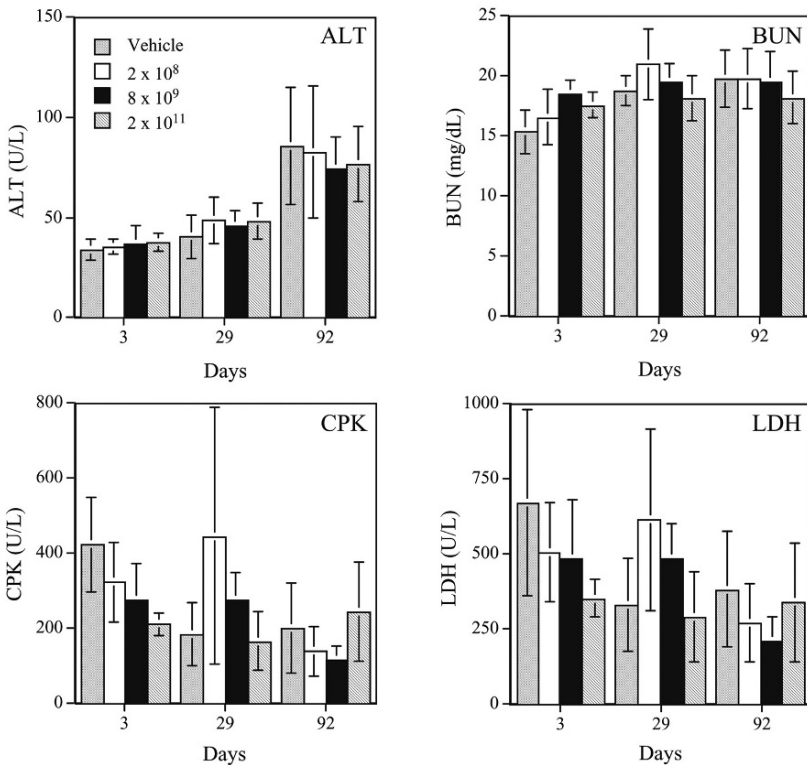 ALT
150
100
50
0
ALT (U/L)
Vehicle
2 x 10⁸
8 x 10⁹
2 x 10¹¹
3 29 92
Days
BUN
25
20
15
10
5
0
BUN (mg/dL)
3 29 92
Days
CPK
800
600
400
200
0
CPK (U/L)
3 29 92
Days
LDH
1000
750
500
250
0
LDH (U/L)
3 29 92
Days